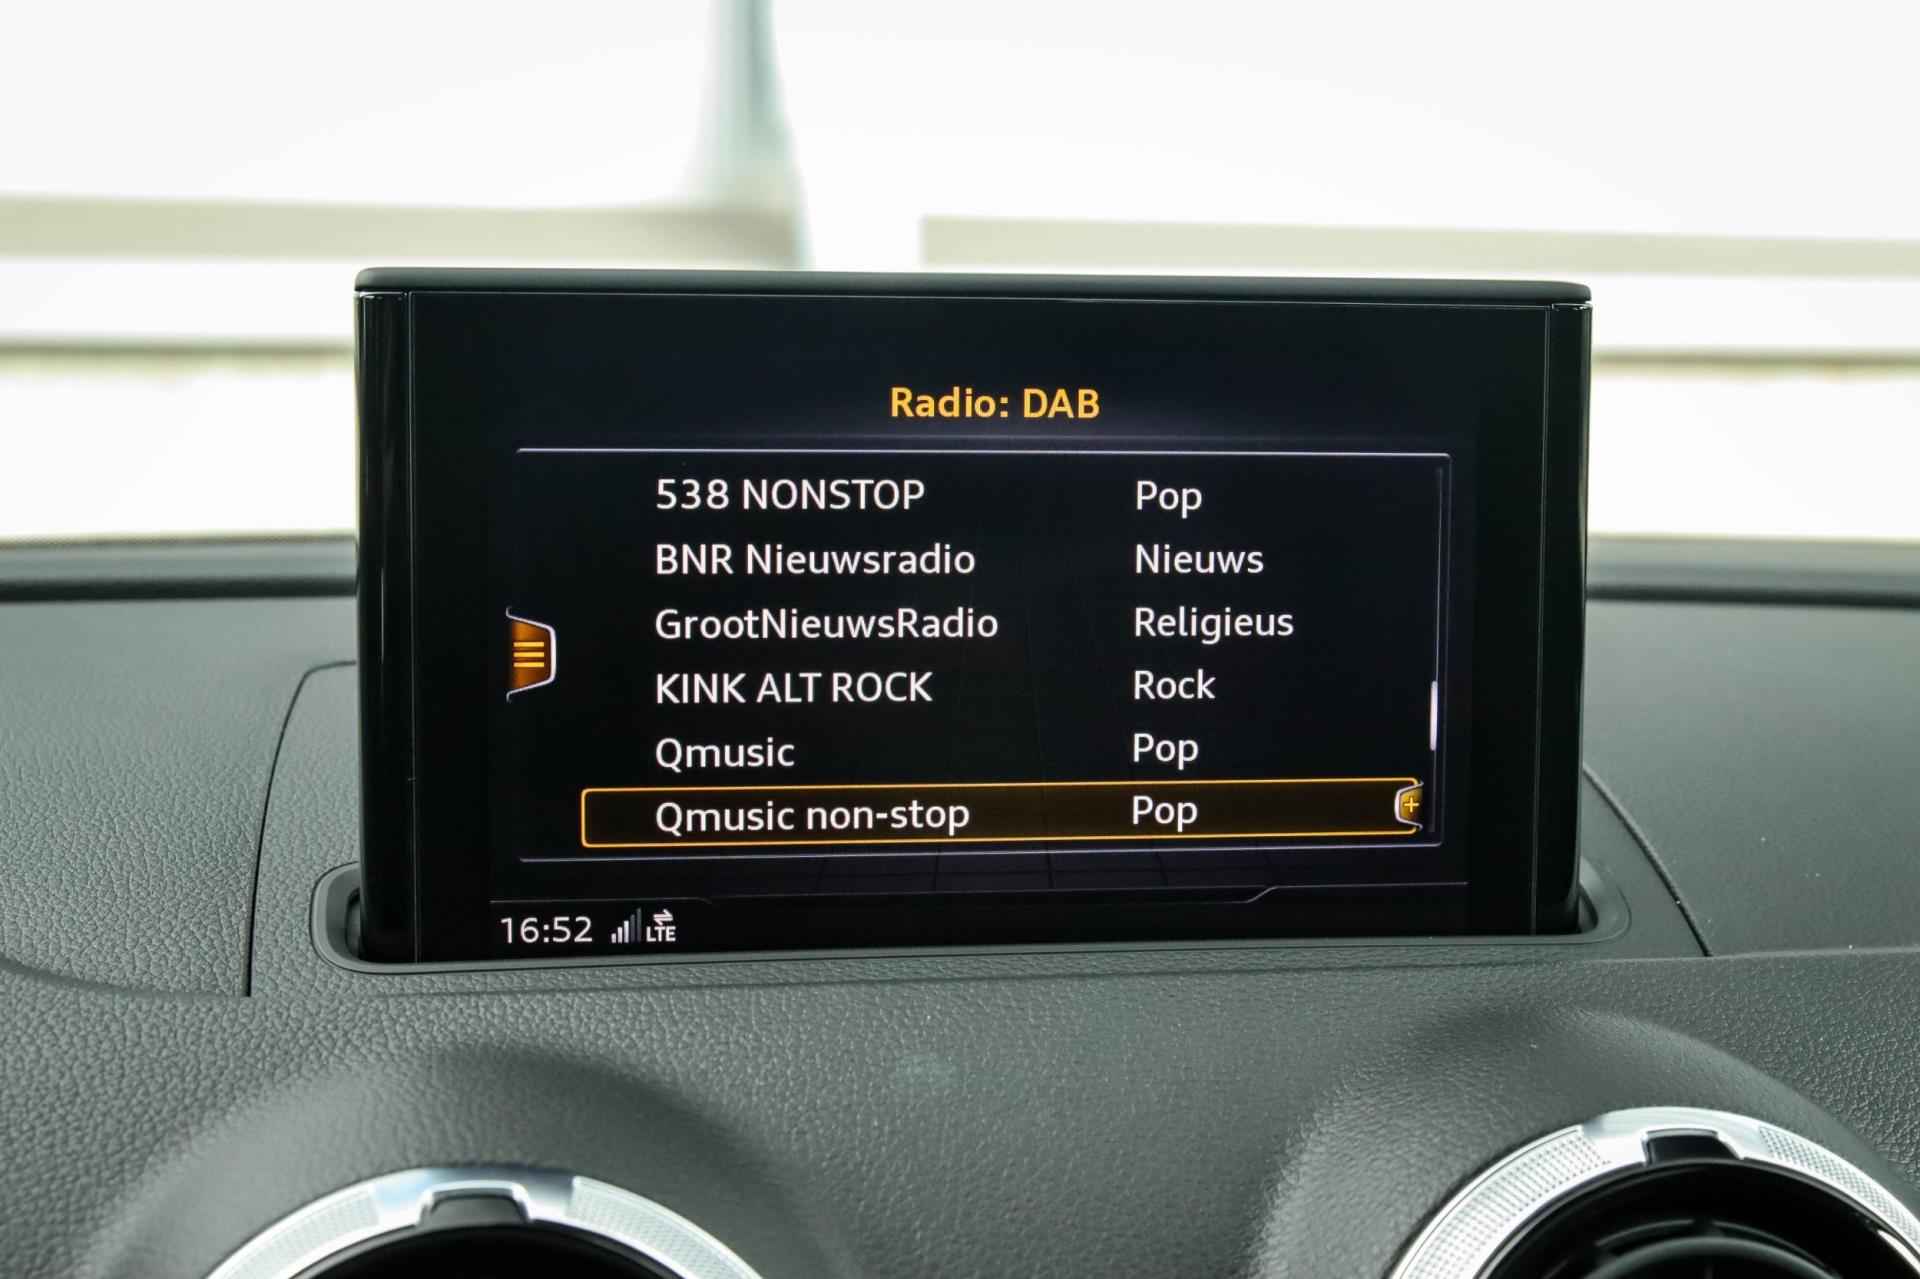 Radio: DAB
538 NONSTOP Pop
BNR Nieuwsradio Nieuws
GrootNieuwsRadio Religieus
KINK ALT ROCK Rock
Qmusic Pop
Qmusic non-stop Pop
16:52 LTE